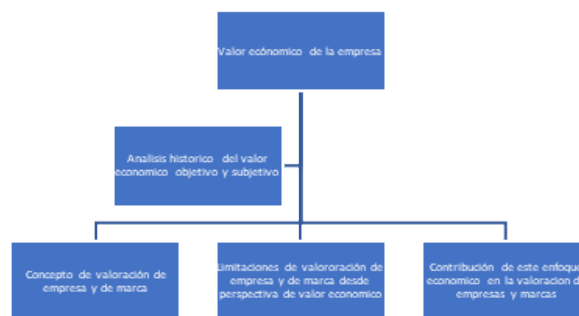 Valor ecónomico de la empresa
Analisis historico del valor
economico objetivo y subjetivo
Concepto de valoración de
empresa y de marca
Limitaciones de valororación de
empresa y de marca desde
perspectiva de valor economico
Contribución de este enfoque
economico en la valoracion de
empresas y marcas